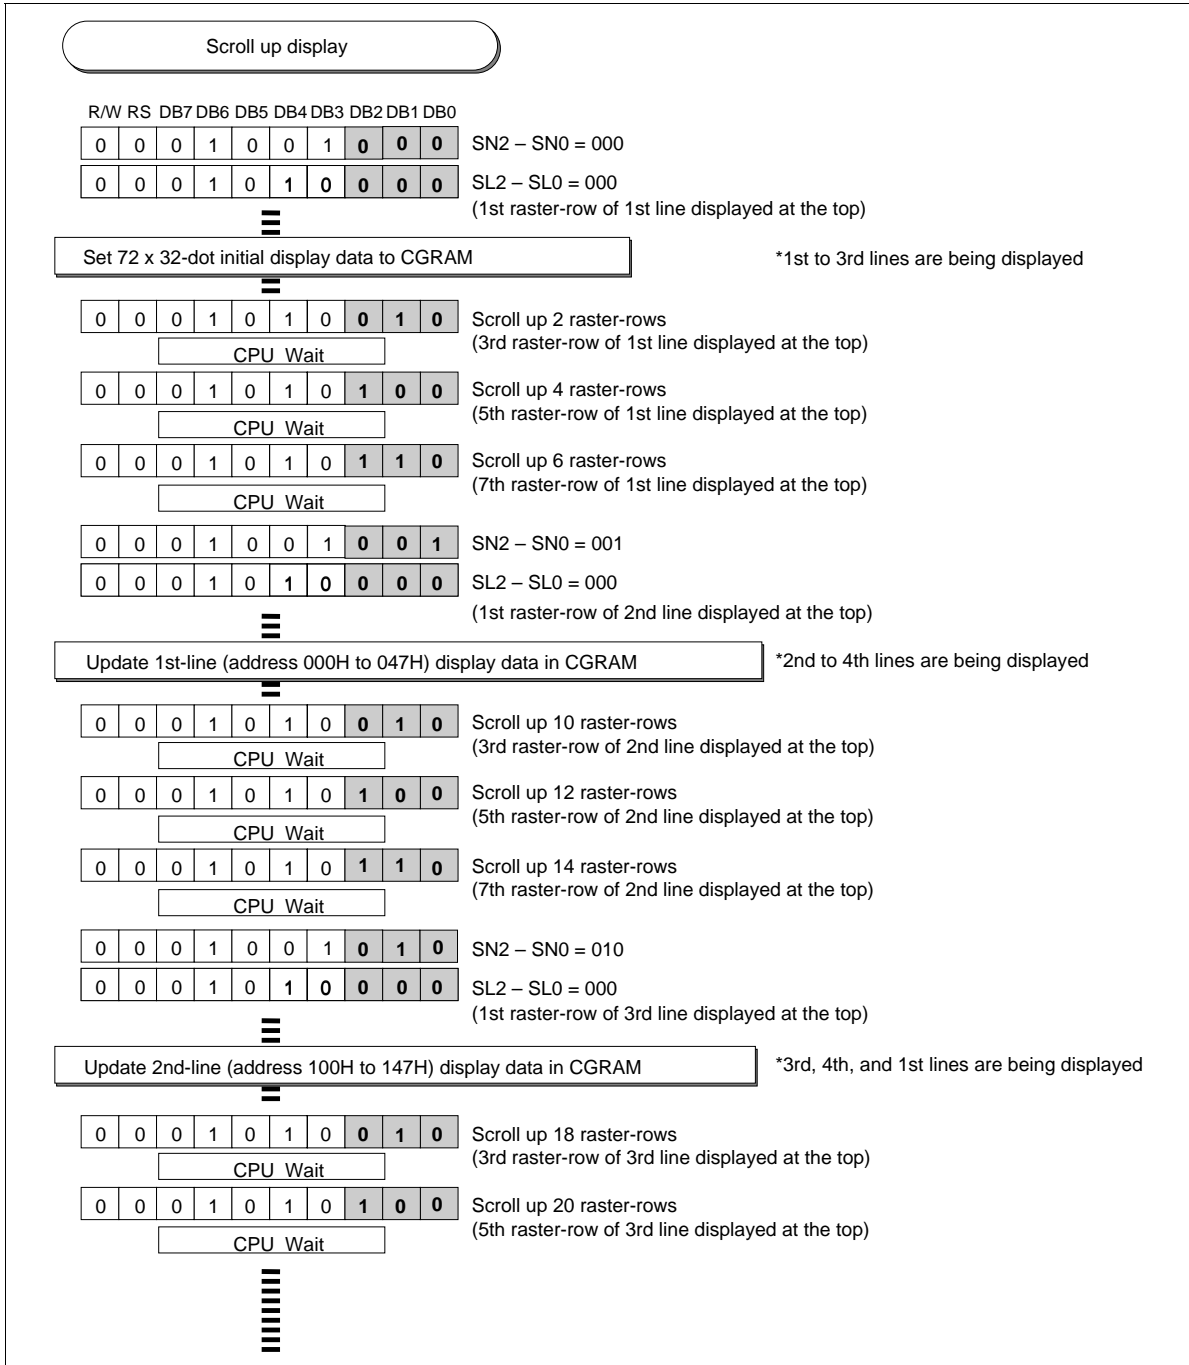 Scroll up display
R/W RS DB7 DB6 DB5 DB4 DB3 DB2 DB1 DB0
0 0 0 1 0 0 1 0 0 0 SN2 – SN0 = 000
0 0 0 1 0 1 0 0 0 0 SL2 – SL0 = 000
(1st raster-row of 1st line displayed at the top)
Set 72 x 32-dot initial display data to CGRAM *1st to 3rd lines are being displayed
0 0 0 1 0 1 0 0 1 0 Scroll up 2 raster-rows
(3rd raster-row of 1st line displayed at the top)
CPU Wait
0 0 0 1 0 1 0 1 0 0 Scroll up 4 raster-rows
(5th raster-row of 1st line displayed at the top)
CPU Wait
0 0 0 1 0 1 0 1 1 0 Scroll up 6 raster-rows
(7th raster-row of 1st line displayed at the top)
CPU Wait
0 0 0 1 0 0 1 0 0 1 SN2 – SN0 = 001
0 0 0 1 0 1 0 0 0 0 SL2 – SL0 = 000
(1st raster-row of 2nd line displayed at the top)
Update 1st-line (address 000H to 047H) display data in CGRAM *2nd to 4th lines are being displayed
0 0 0 1 0 1 0 0 1 0 Scroll up 10 raster-rows
(3rd raster-row of 2nd line displayed at the top)
CPU Wait
0 0 0 1 0 1 0 1 0 0 Scroll up 12 raster-rows
(5th raster-row of 2nd line displayed at the top)
CPU Wait
0 0 0 1 0 1 0 1 1 0 Scroll up 14 raster-rows
(7th raster-row of 2nd line displayed at the top)
CPU Wait
0 0 0 1 0 0 1 0 1 0 SN2 – SN0 = 010
0 0 0 1 0 1 0 0 0 0 SL2 – SL0 = 000
(1st raster-row of 3rd line displayed at the top)
Update 2nd-line (address 100H to 147H) display data in CGRAM *3rd, 4th, and 1st lines are being displayed
0 0 0 1 0 1 0 0 1 0 Scroll up 18 raster-rows
(3rd raster-row of 3rd line displayed at the top)
CPU Wait
0 0 0 1 0 1 0 1 0 0 Scroll up 20 raster-rows
(5th raster-row of 3rd line displayed at the top)
CPU Wait